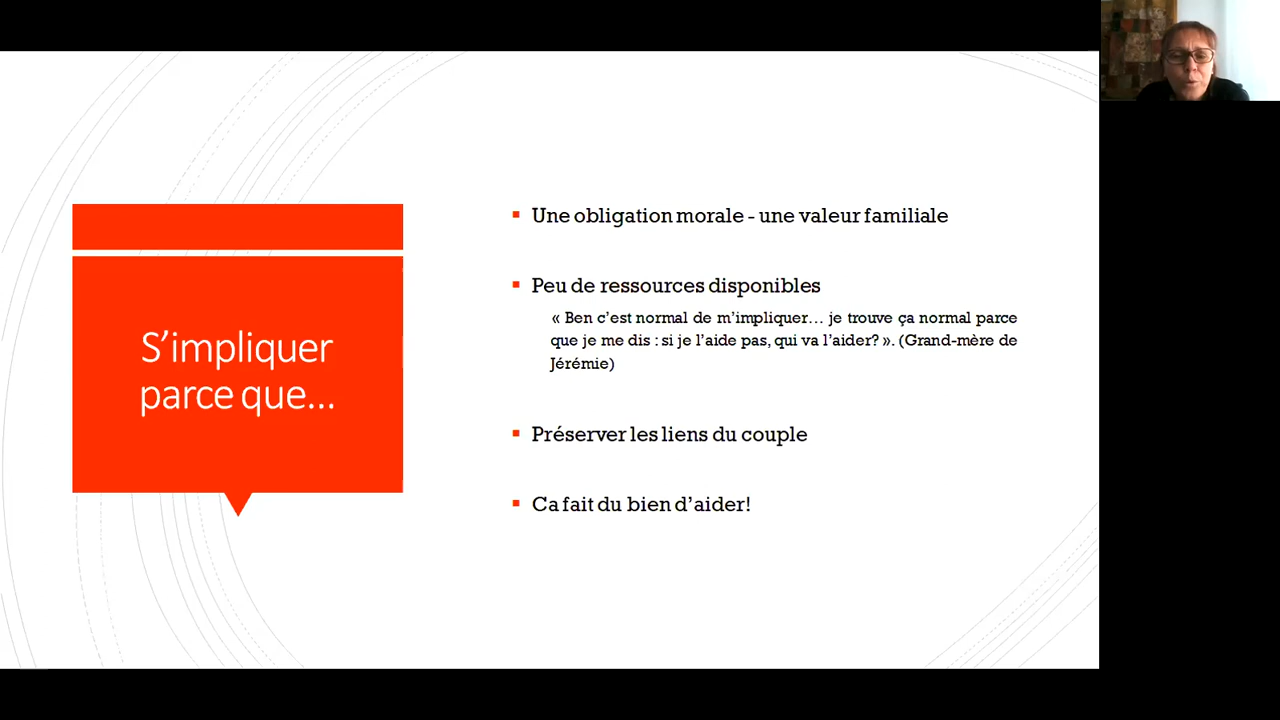 S'impliquer
parce que...
Une obligation morale - une valeur familiale
Peu de ressources disponibles
« Ben c'est normal de m'impliquer... je trouve ça normal parce
que je me dis : si je l'aide pas, qui va l'aider? ». (Grand-mère de
Jérémie)
Préserver les liens du couple
Ca fait du bien d'aider!